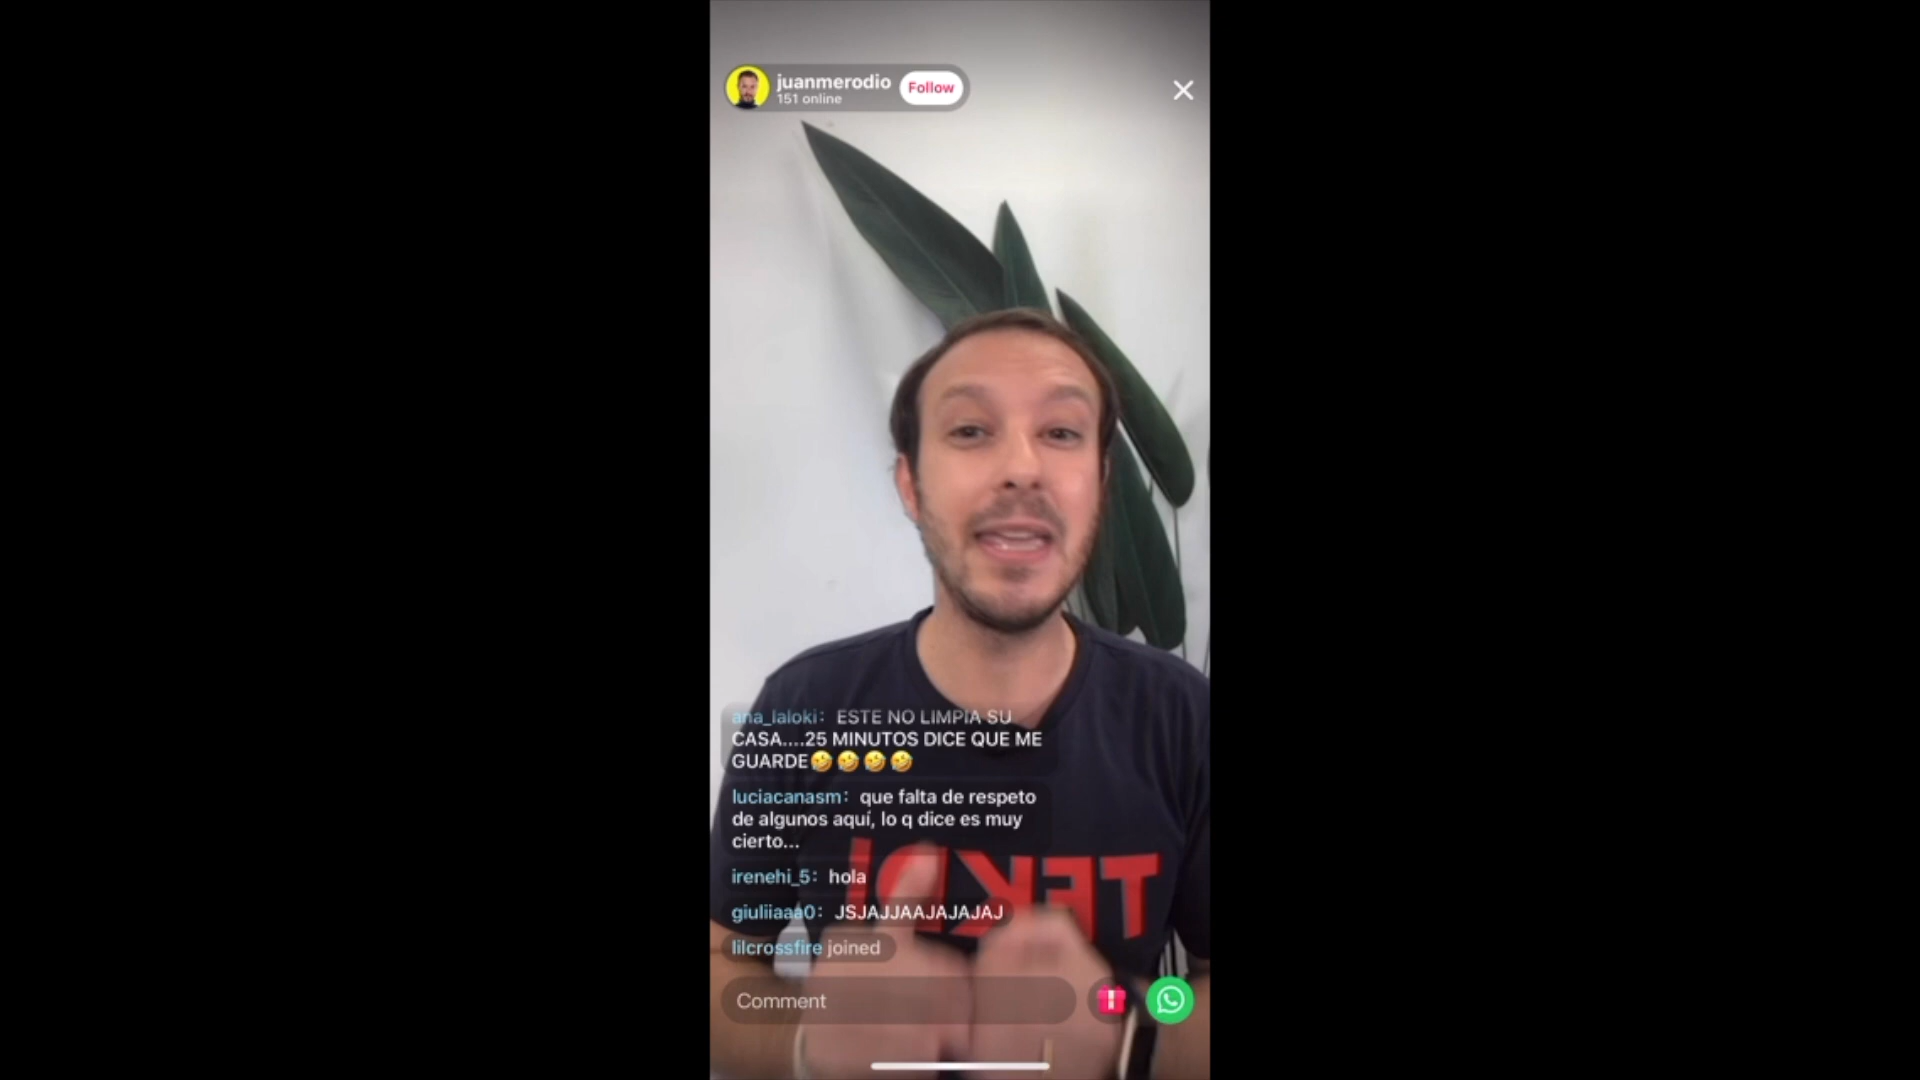 juanmerodio
151 online
Follow
ana_laloki: ESTE NO LIMPIA SU
CASA....25 MINUTOS DICE QUE ME
GUARDE🤣🤣🤣🤣
luciacanasm: que falta de respeto
de algunos aquí, lo q dice es muy
cierto...
irenehi_5: hola
TEKDI
giuliiaaa0: JSJAJJAAJAJAJAJ
lilcrossfire joined
Comment